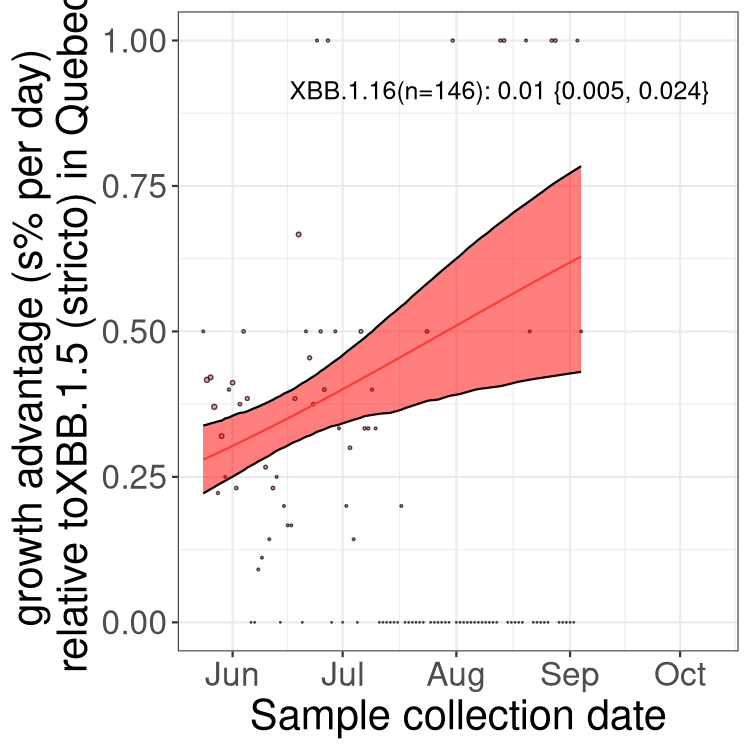 growth advantage (s% per day)
relative toXBB.1.5 (stricto) in Quebec
1.00
XBB.1.16(n=146): 0.01 {0.005, 0.024}
0.75
0.50
0.25
0.00
Jun Jul Aug Sep Oct
Sample collection date